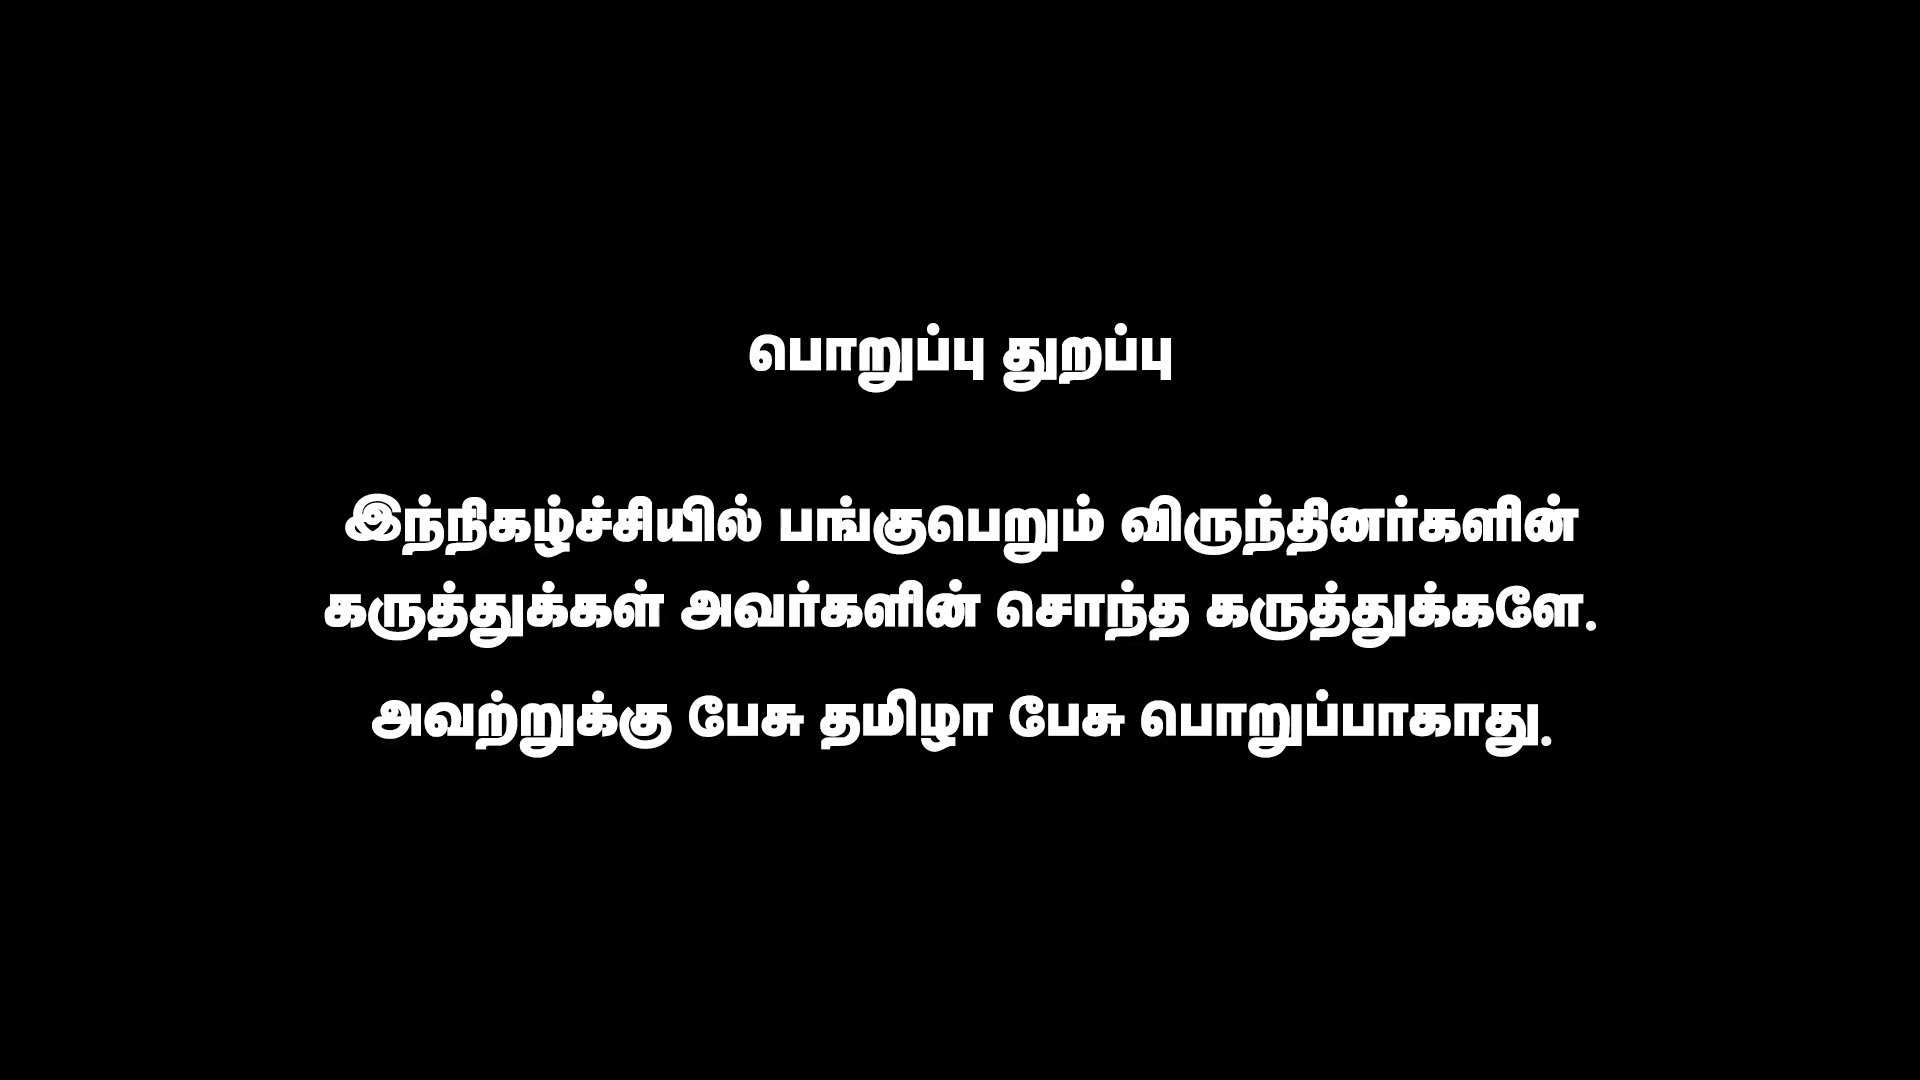 பொறுப்பு துறப்பு
இந்நிகழ்ச்சியில் பங்குபெறும் விருந்தினர்களின்
கருத்துக்கள் அவர்களின் சொந்த கருத்துக்களே.
அவற்றுக்கு பேசு தமிழா பேசு பொறுப்பாகாது.